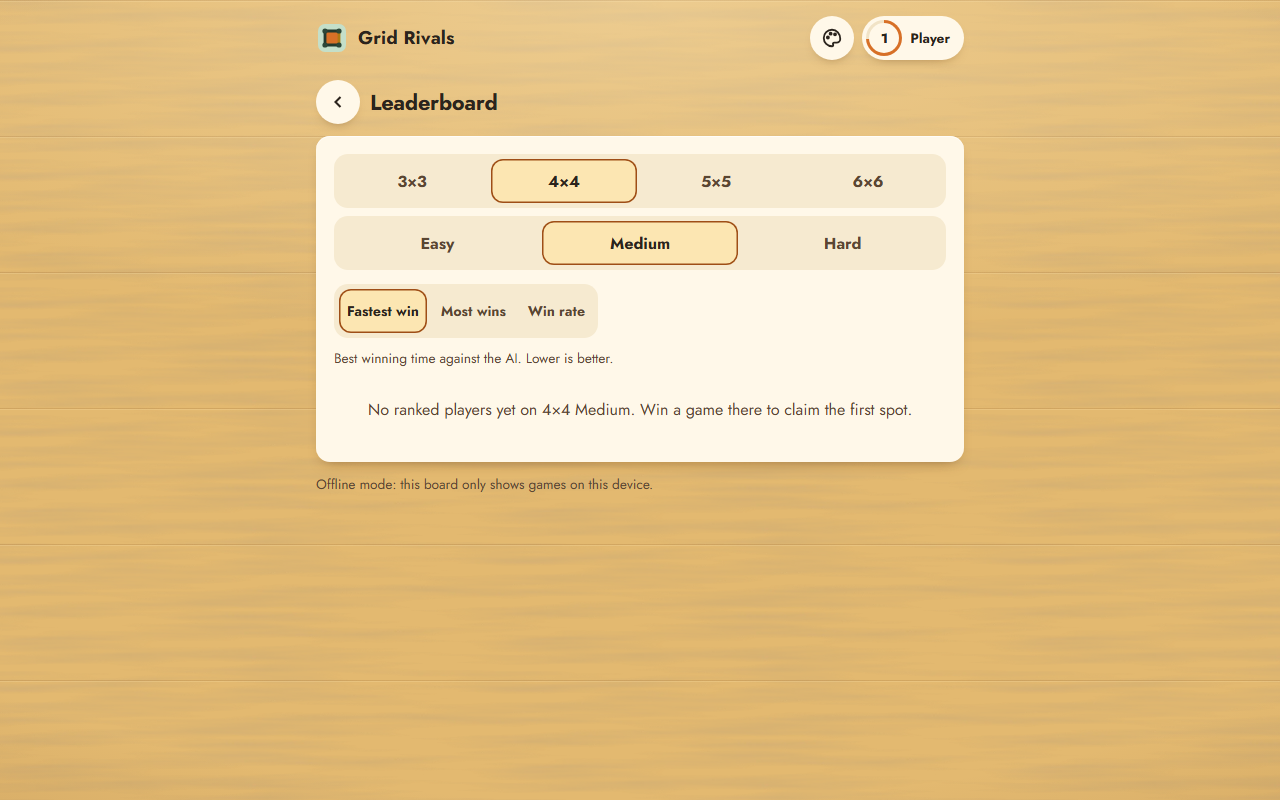 Grid Rivals
1 Player
Leaderboard
3×3 4×4 5×5 6×6
Easy Medium Hard
Fastest win Most wins Win rate
Best winning time against the AI. Lower is better.
No ranked players yet on 4×4 Medium. Win a game there to claim the first spot.
Offline mode: this board only shows games on this device.